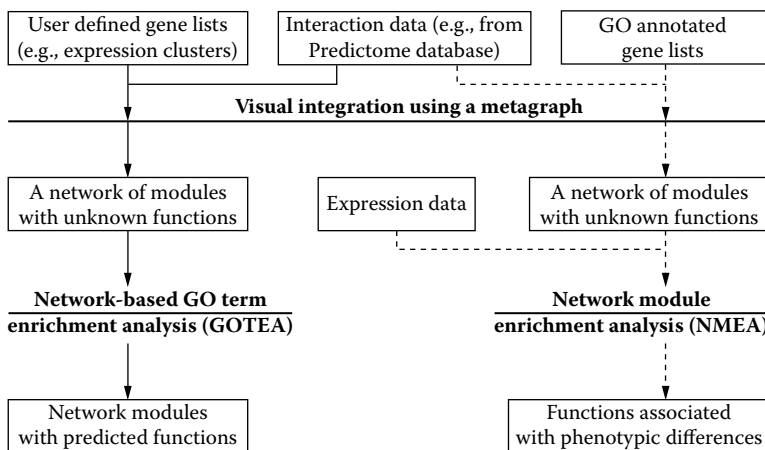 User defined gene lists
(e.g., expression clusters)
Interaction data (e.g., from
Predictome database)
GO annotated
gene lists
Visual integration using a metagraph
A network of modules
with unknown functions
Expression data
A network of modules
with unknown functions
Network-based GO term
enrichment analysis (GOTEA)
Network module
enrichment analysis (NMEA)
Network modules
with predicted functions
Functions associated
with phenotypic differences